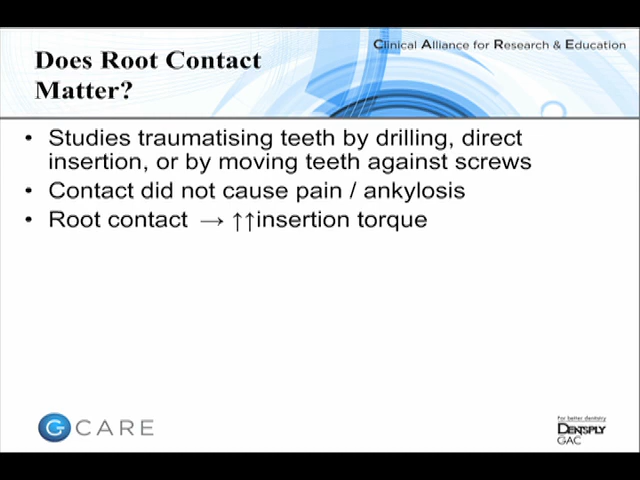 Clinical Alliance for Research & Education
Does Root Contact
Matter?
• Studies traumatising teeth by drilling, direct
insertion, or by moving teeth against screws
• Contact did not cause pain / ankylosis
• Root contact → ↑↑insertion torque
G CARE
For better dentistry
DENTSPLY
GAC